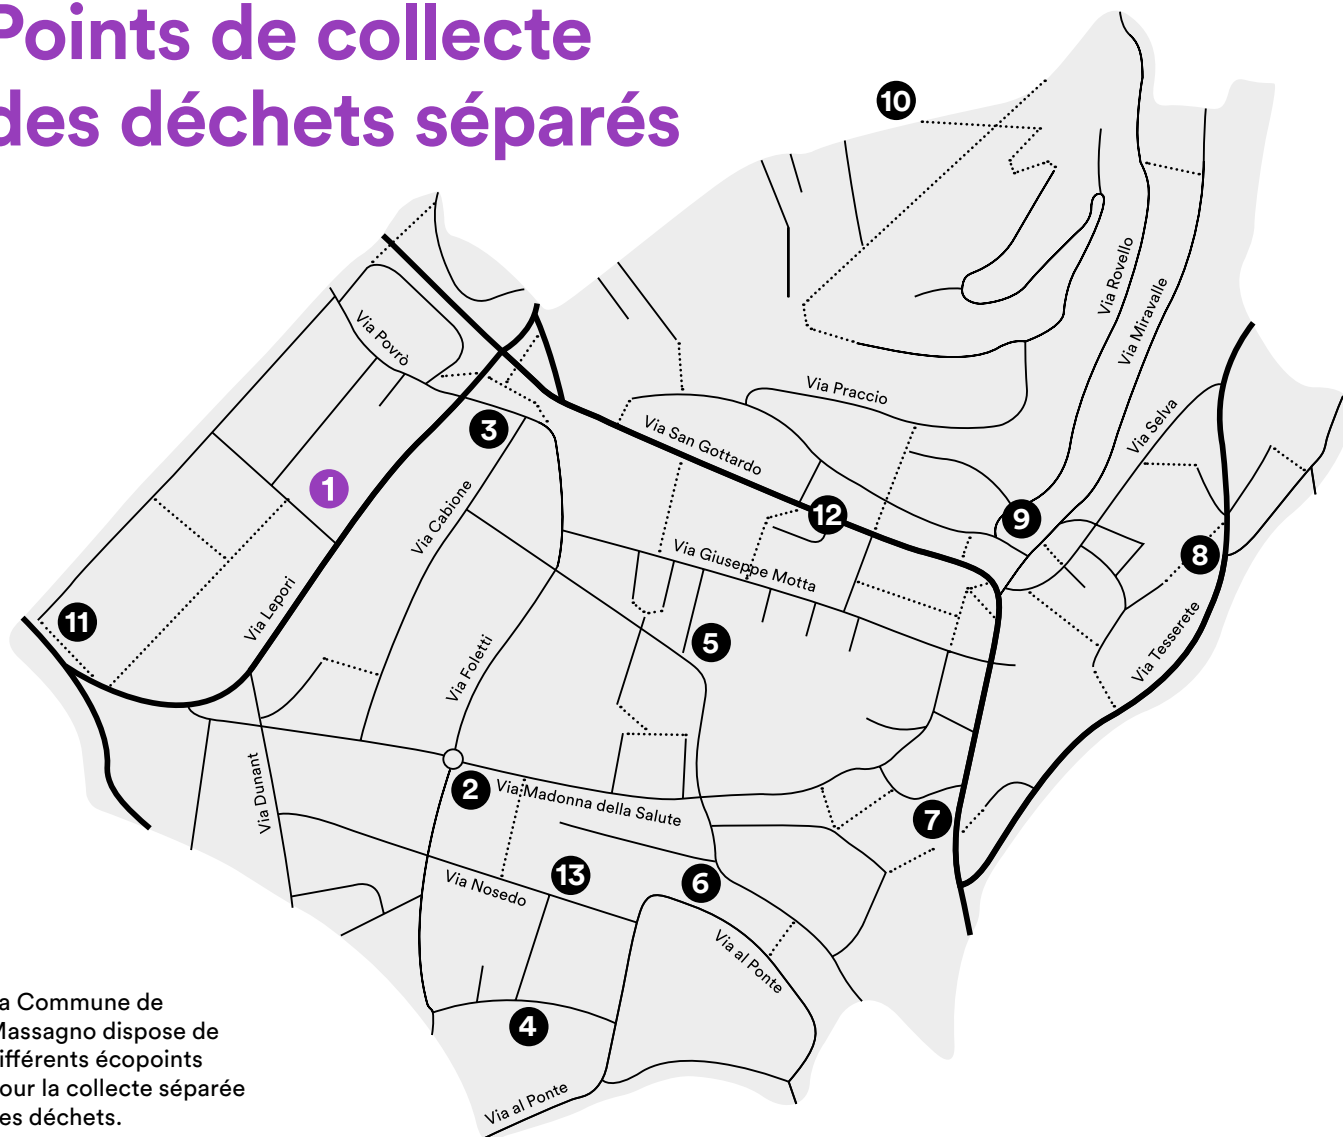 Points de collecte
des déchets séparés
10
Via Rovello
Via Miravalle
Via Povrò
Via Praccio
Via Selva
3
Via San Gottardo
1
Via Cabione
12
9
Via Giuseppe Motta
8
Via Lepori
11
5
Via Foletti
Via Tesserete
Via Dunant
2
Via Madonna della Salute
7
13
6
Via Nosedo
Via al Ponte
4
Via al Ponte
a Commune de
Massagno dispose de
ifférents écopoints
our la collecte séparée
es déchets.